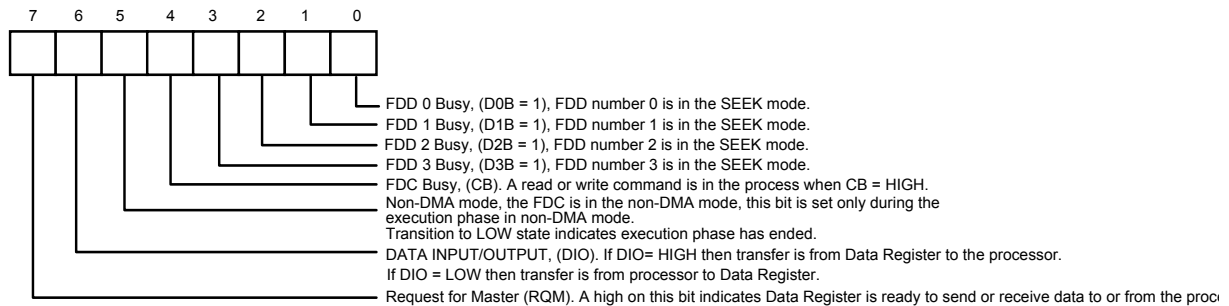 7 6 5 4 3 2 1 0
FDD 0 Busy, (D0B = 1), FDD number 0 is in the SEEK mode.
FDD 1 Busy, (D1B = 1), FDD number 1 is in the SEEK mode.
FDD 2 Busy, (D2B = 1), FDD number 2 is in the SEEK mode.
FDD 3 Busy, (D3B = 1), FDD number 3 is in the SEEK mode.
FDC Busy, (CB). A read or write command is in the process when CB = HIGH.
Non-DMA mode, the FDC is in the non-DMA mode, this bit is set only during the
execution phase in non-DMA mode.
Transition to LOW state indicates execution phase has ended.
DATA INPUT/OUTPUT, (DIO). If DIO= HIGH then transfer is from Data Register to the processor.
If DIO = LOW then transfer is from processor to Data Register.
Request for Master (RQM). A high on this bit indicates Data Register is ready to send or receive data to or from the